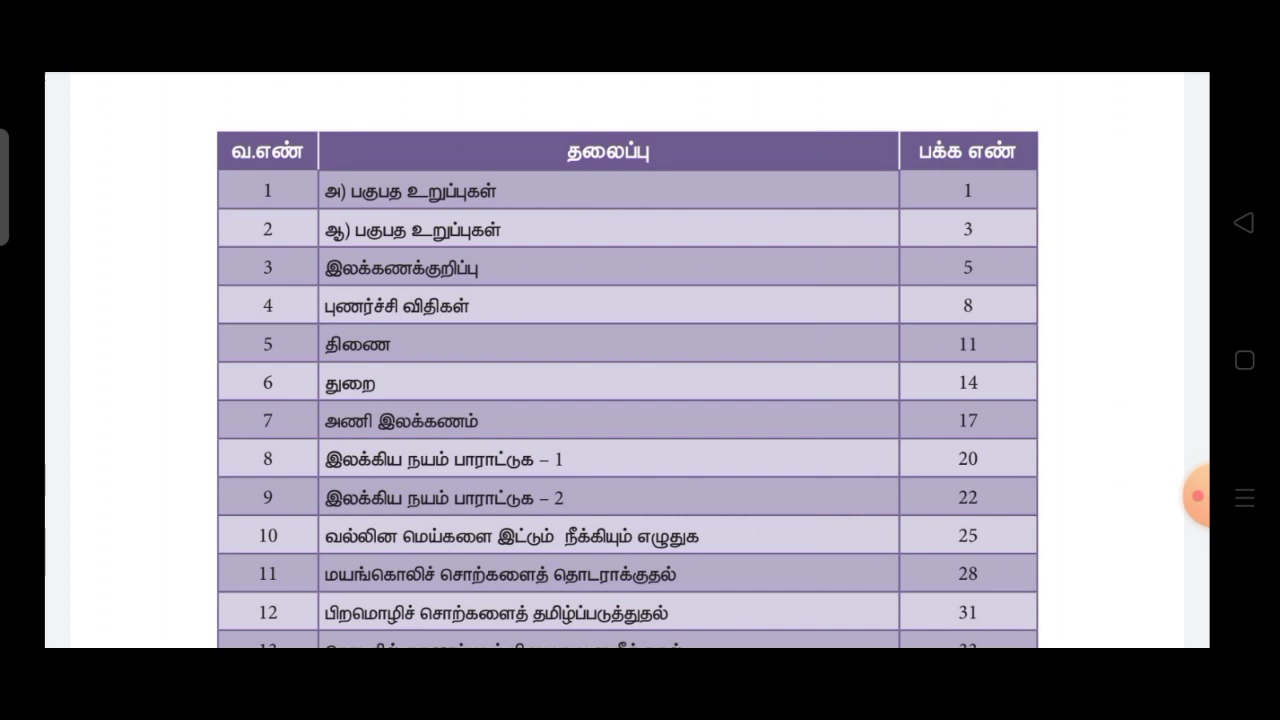 வ.எண் தலைப்பு பக்க எண்
1 அ) பகுபத உறுப்புகள் 1
2 ஆ) பகுபத உறுப்புகள் 3
3 இலக்கணக்குறிப்பு 5
4 புணர்ச்சி விதிகள் 8
5 திணை 11
6 துறை 14
7 அணி இலக்கணம் 17
8 இலக்கிய நயம் பாராட்டுக – 1 20
9 இலக்கிய நயம் பாராட்டுக – 2 22
10 வல்லின மெய்களை இட்டும் நீக்கியும் எழுதுக 25
11 மயங்கொலிச் சொற்களைத் தொடராக்குதல் 28
12 பிறமொழிச் சொற்களைத் தமிழ்ப்படுத்துதல் 31